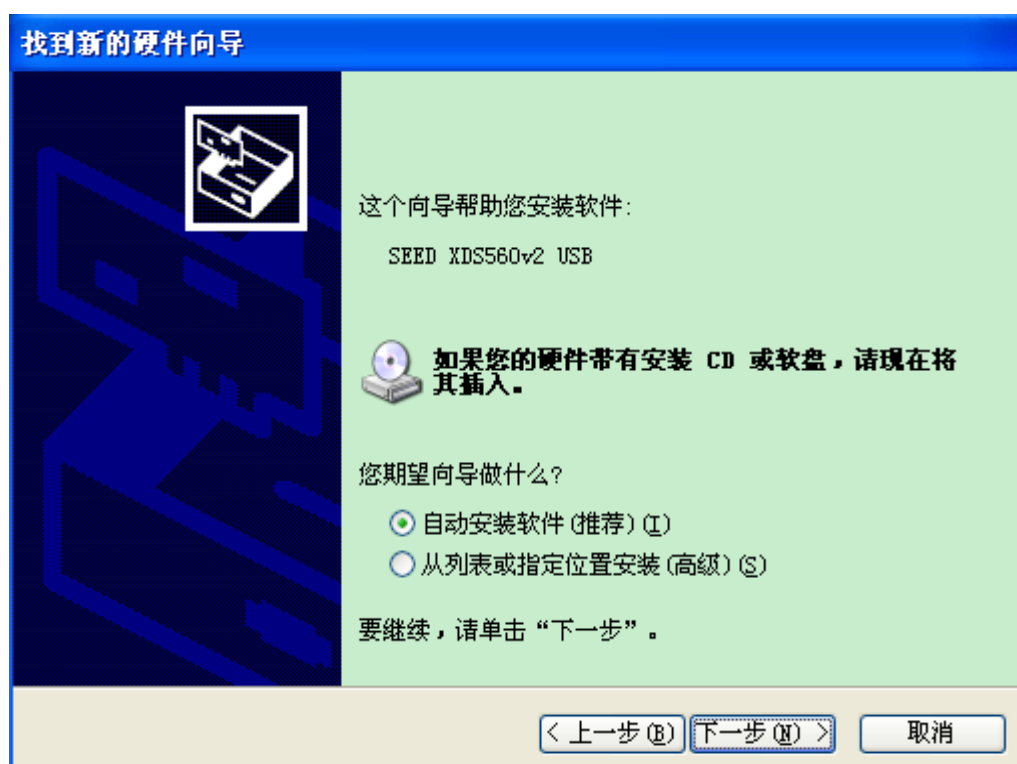 找到新的硬件向导
这个向导帮助您安装软件:
SEED XDS560v2 USB
如果您的硬件带有安装 CD 或软盘，请现在将
其插入。
您期望向导做什么?
自动安装软件(推荐)(I)
从列表或指定位置安装(高级)(S)
要继续，请单击“下一步”。
< 上一步(B) 下一步(N) > 取消